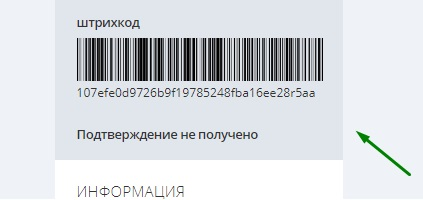 штрихкод
107efe0d9726b9f19785248fba16ee28r5aa
Подтверждение не получено
ИНФОРМАЦИЯ